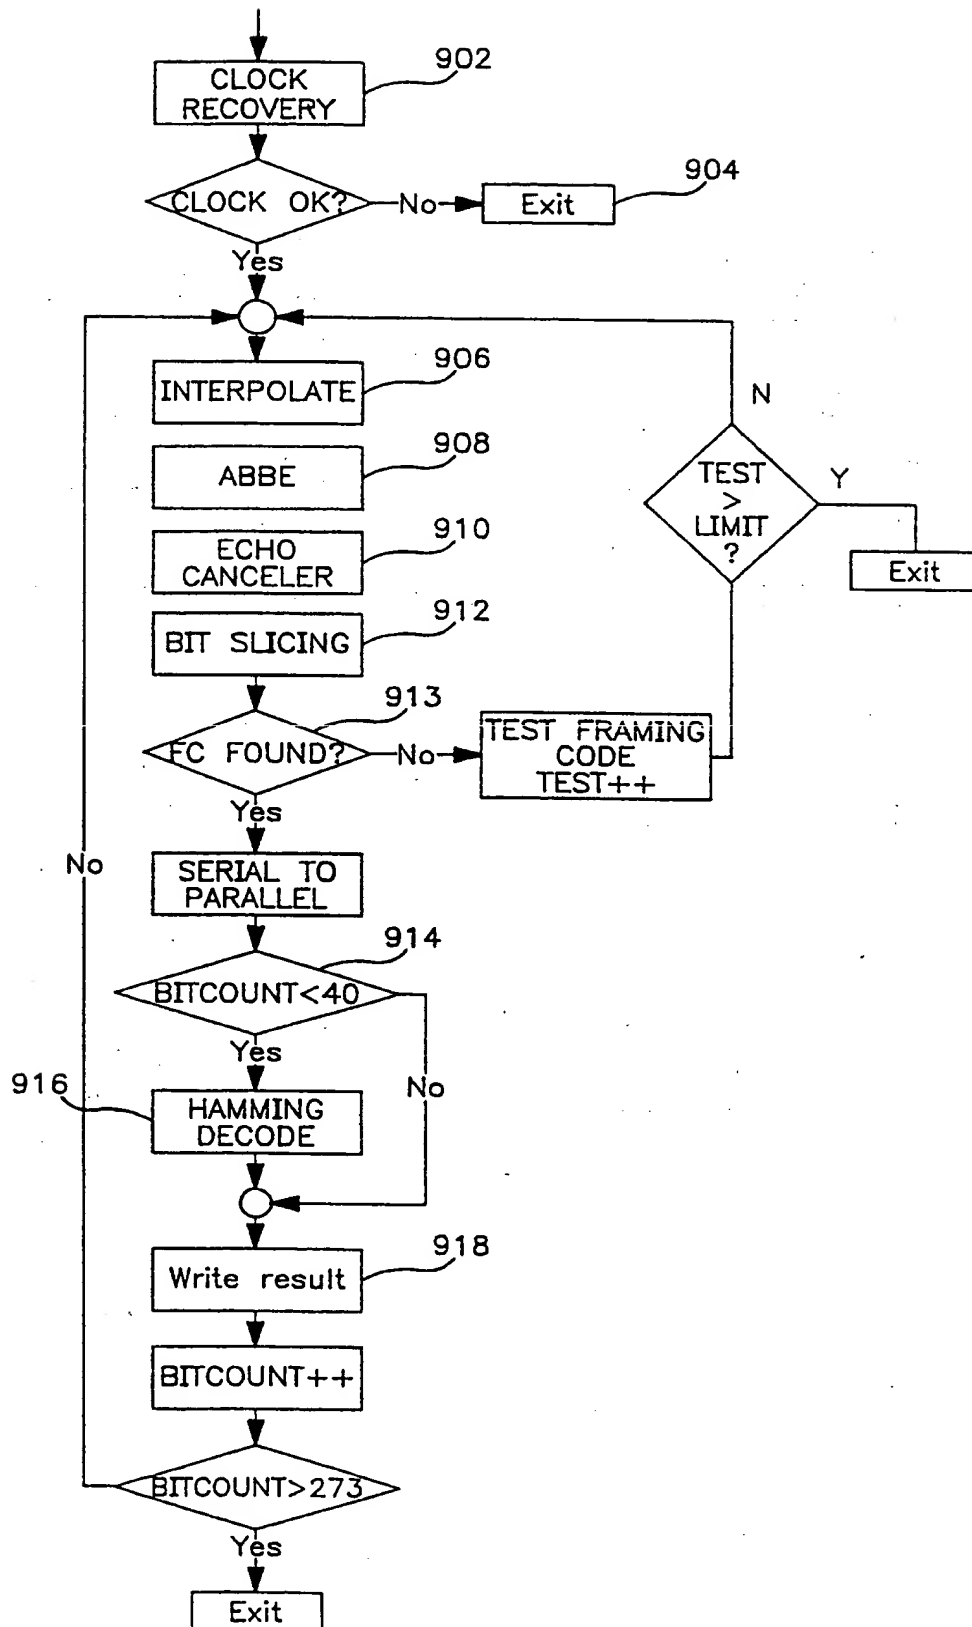 902
CLOCK
RECOVERY
904
CLOCK OK?
No
Exit
Yes
906
INTERPOLATE
N
908
ABBE
TEST
>
LIMIT
?
Y
910
ECHO
CANCELER
Exit
912
BIT SLICING
913
FC FOUND?
No
TEST FRAMING
CODE
TEST++
Yes
No
SERIAL TO
PARALLEL
914
BITCOUNT<40
Yes
No
916
HAMMING
DECODE
918
Write result
BITCOUNT++
BITCOUNT>273
Yes
Exit